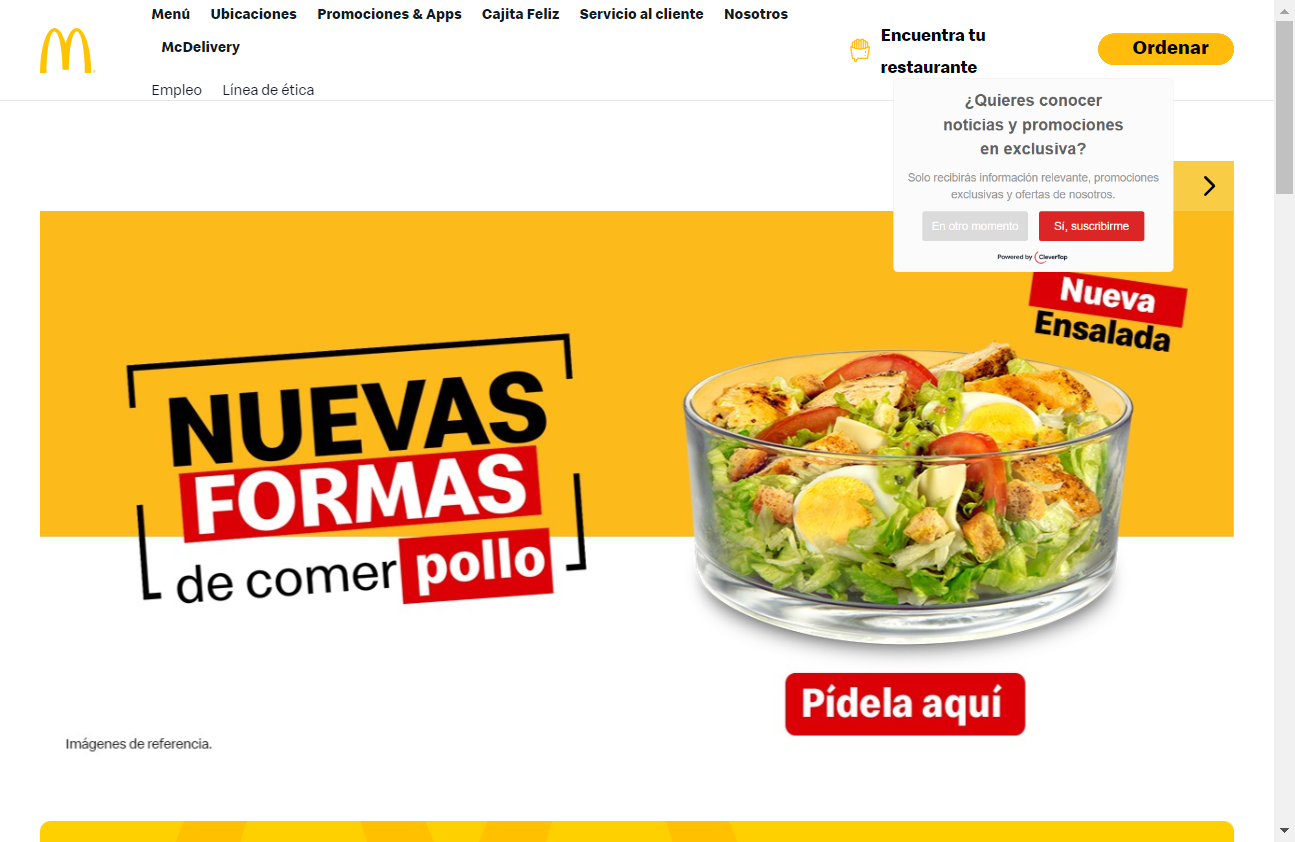 Menú Ubicaciones Promociones & Apps Cajita Feliz Servicio al cliente Nosotros
McDelivery
Encuentra tu
restaurante
Ordenar
Empleo Línea de ética
¿Quieres conocer
noticias y promociones
en exclusiva?
Solo recibirás información relevante, promociones
exclusivas y ofertas de nosotros.
En otro momento Sí, suscribirme
Powered by CleverTap
Nueva
Ensalada
NUEVAS
FORMAS
de comer pollo
Pídela aquí
Imágenes de referencia.